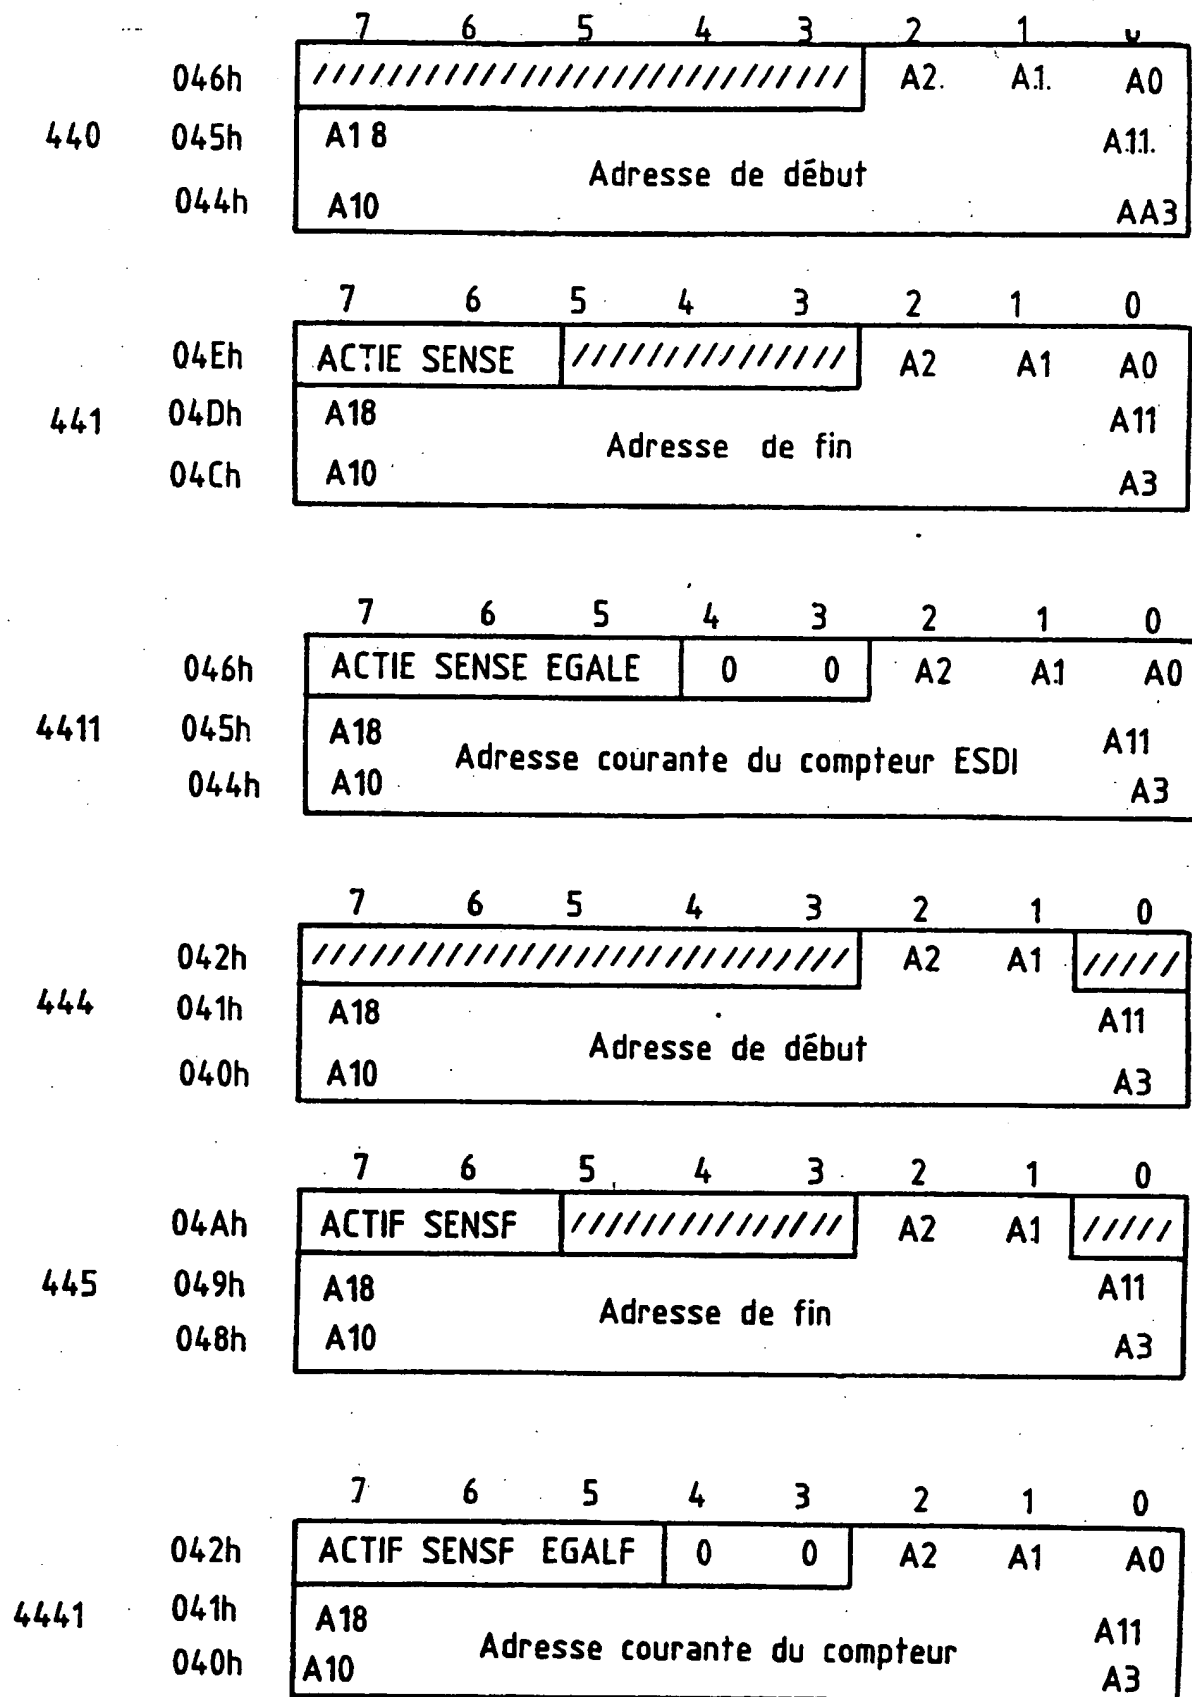 7 6 5 4 3 2 1 0
046h ////////////////////////////// A2. A.1. A0
440 045h A1 8 A.1.1.
Adresse de début
044h A10 AA3
7 6 5 4 3 2 1 0
04Eh ACTIE SENSE /////////////// A2 A1 A0
441 04Dh A18 A11
Adresse de fin
04Ch A10 A3
7 6 5 4 3 2 1 0
046h ACTIE SENSE EGALE 0 0 A2 A1 A0
4411 045h A18 A11
Adresse courante du compteur ESDI
044h A10 A3
7 6 5 4 3 2 1 0
042h ////////////////////////////// A2 A1 /////
444 041h A18 A11
Adresse de début
040h A10 A3
7 6 5 4 3 2 1 0
04Ah ACTIF SENSF /////////////// A2 A1 /////
445 049h A18 A11
Adresse de fin
048h A10 A3
7 6 5 4 3 2 1 0
042h ACTIF SENSF EGALF 0 0 A2 A1 A0
4441 041h A18 A11
Adresse courante du compteur
040h A10 A3